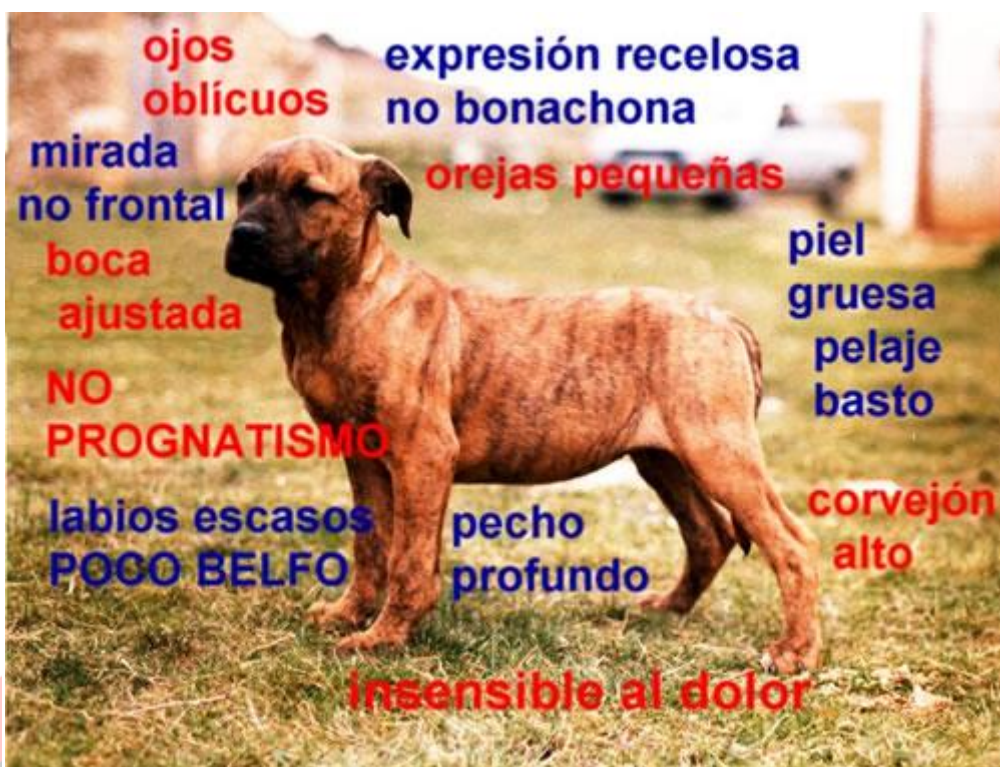 ojos
oblícuos
expresión recelosa
no bonachona
mirada
no frontal
orejas pequeñas
boca
ajustada
piel
gruesa
pelaje
basto
NO
PROGNATISMO
labios escasos
POCO BELFO
pecho
profundo
corvejón
alto
insensible al dolor